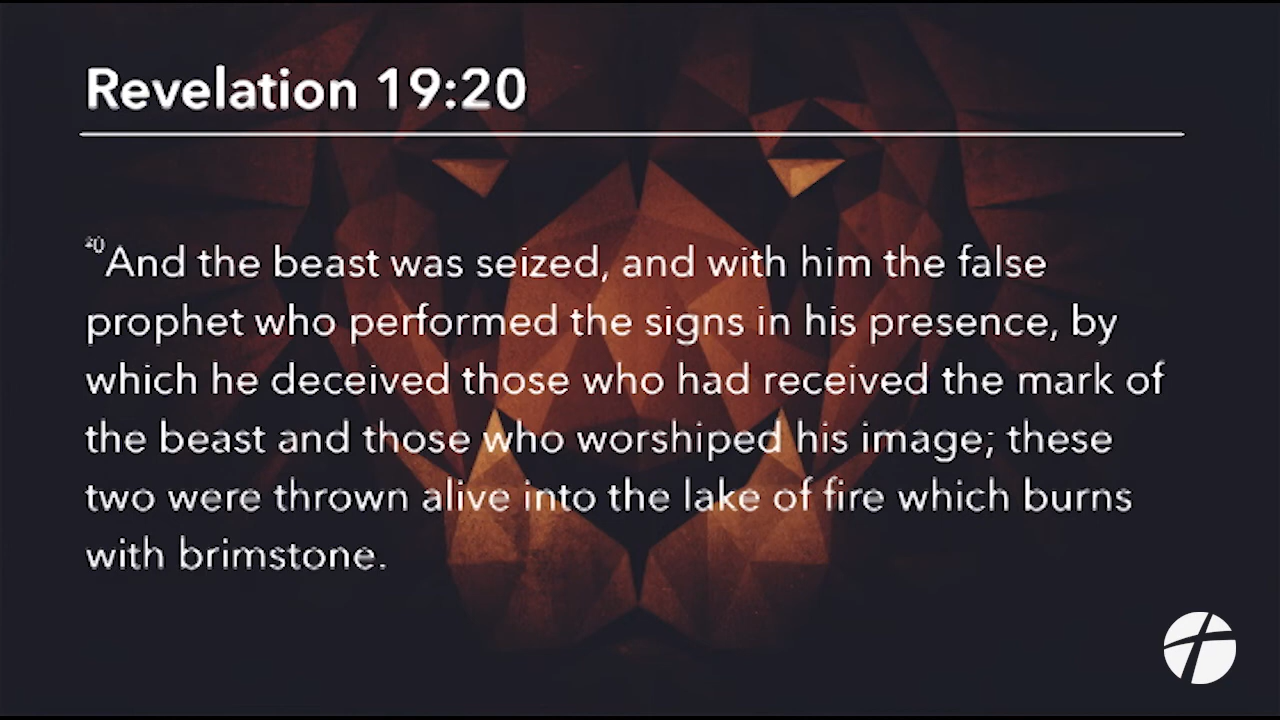 Revelation 19:20
20And the beast was seized, and with him the false
prophet who performed the signs in his presence, by
which he deceived those who had received the mark of
the beast and those who worshiped his image; these
two were thrown alive into the lake of fire which burns
with brimstone.